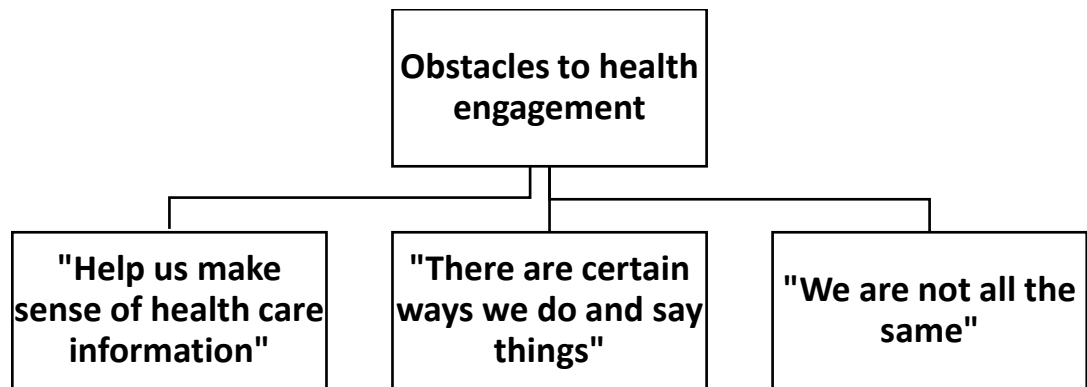 Obstacles to health
engagement
"Help us make
sense of health care
information"
"There are certain
ways we do and say
things"
"We are not all the
same"